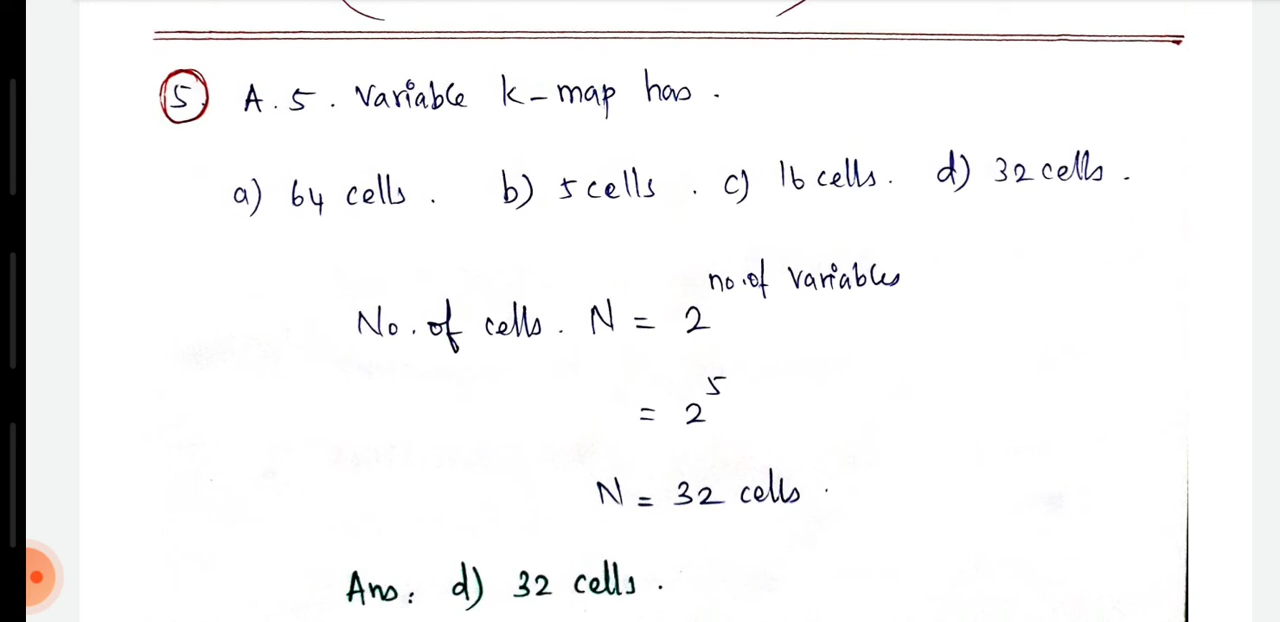 5. A. 5. Variable k-map has.
a) 64 cells. b) 5 cells. c) 16 cells. d) 32 cells.
No. of cells. N = 2^no. of variables
= 2^5
N = 32 cells.
Ans: d) 32 cells.